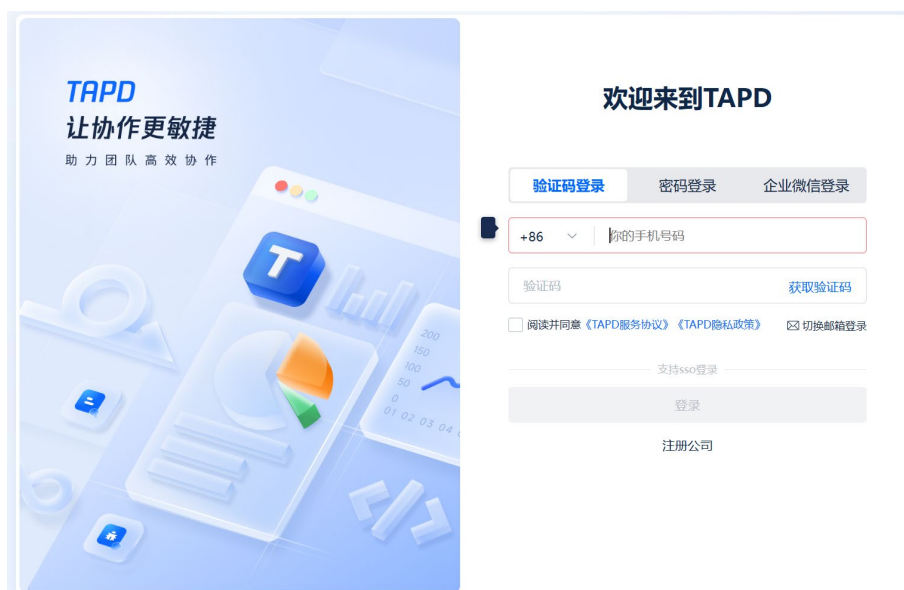 TAPD
让协作更敏捷
助力团队高效协作
T
200
150
100
50
0
01 02 03 04
欢迎来到TAPD
验证码登录 密码登录 企业微信登录
+86 你的手机号码
验证码 获取验证码
阅读并同意《TAPD服务协议》《TAPD隐私政策》 切换邮箱登录
支持sso登录
登录
注册公司